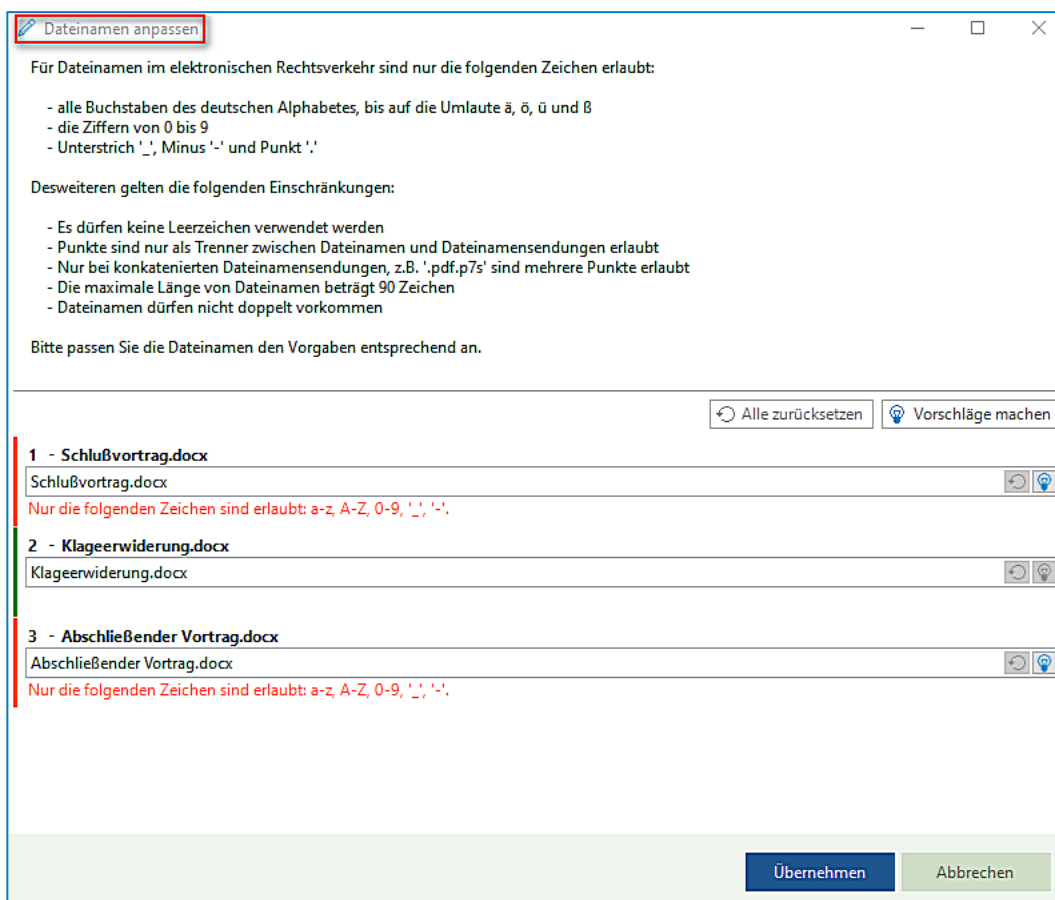 Dateinamen anpassen
Für Dateinamen im elektronischen Rechtsverkehr sind nur die folgenden Zeichen erlaubt:
- alle Buchstaben des deutschen Alphabetes, bis auf die Umlaute ä, ö, ü und ß
- die Ziffern von 0 bis 9
- Unterstrich '_', Minus '-' und Punkt '.'
Desweiteren gelten die folgenden Einschränkungen:
- Es dürfen keine Leerzeichen verwendet werden
- Punkte sind nur als Trenner zwischen Dateinamen und Dateinamensendungen erlaubt
- Nur bei konkatenierten Dateinamensendungen, z.B. '.pdf.p7s' sind mehrere Punkte erlaubt
- Die maximale Länge von Dateinamen beträgt 90 Zeichen
- Dateinamen dürfen nicht doppelt vorkommen
Bitte passen Sie die Dateinamen den Vorgaben entsprechend an.
Alle zurücksetzen Vorschläge machen
1 - Schlußvortrag.docx
Schlußvortrag.docx
Nur die folgenden Zeichen sind erlaubt: a-z, A-Z, 0-9, '_', '-'.
2 - Klageerwiderung.docx
Klageerwiderung.docx
3 - Abschließender Vortrag.docx
Abschließender Vortrag.docx
Nur die folgenden Zeichen sind erlaubt: a-z, A-Z, 0-9, '_', '-'.
Übernehmen Abbrechen